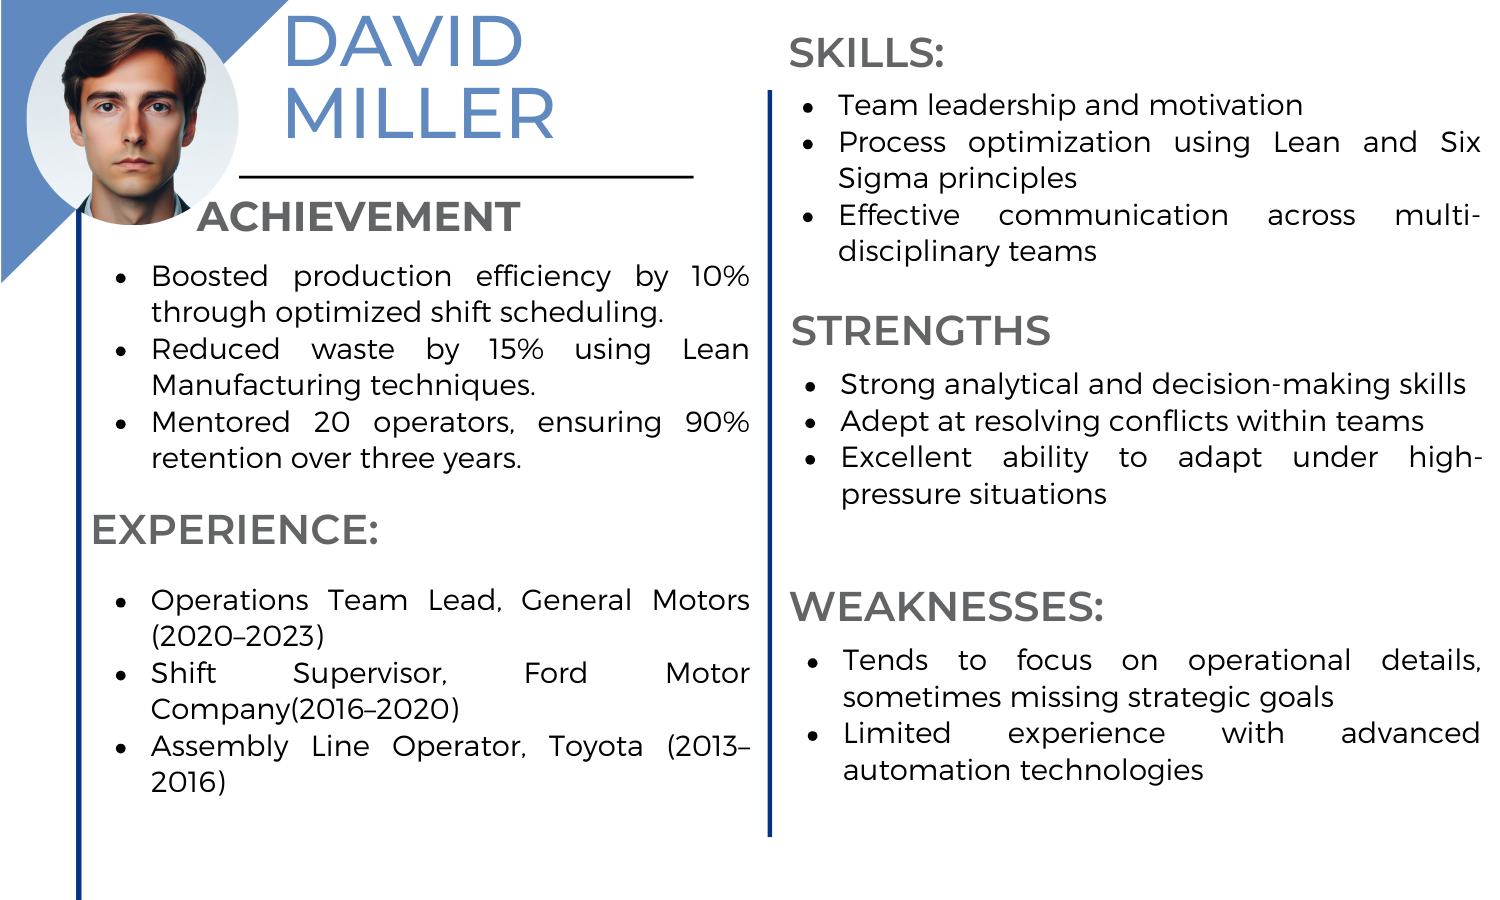 DAVID
MILLER
ACHIEVEMENT
• Boosted production efficiency by 10%
through optimized shift scheduling.
• Reduced waste by 15% using Lean
Manufacturing techniques.
• Mentored 20 operators, ensuring 90%
retention over three years.
EXPERIENCE:
• Operations Team Lead, General Motors
(2020–2023)
• Shift Supervisor, Ford Motor
Company(2016–2020)
• Assembly Line Operator, Toyota (2013–
2016)
SKILLS:
• Team leadership and motivation
• Process optimization using Lean and Six
Sigma principles
• Effective communication across multi-
disciplinary teams
STRENGTHS
• Strong analytical and decision-making skills
• Adept at resolving conflicts within teams
• Excellent ability to adapt under high-
pressure situations
WEAKNESSES:
• Tends to focus on operational details,
sometimes missing strategic goals
• Limited experience with advanced
automation technologies